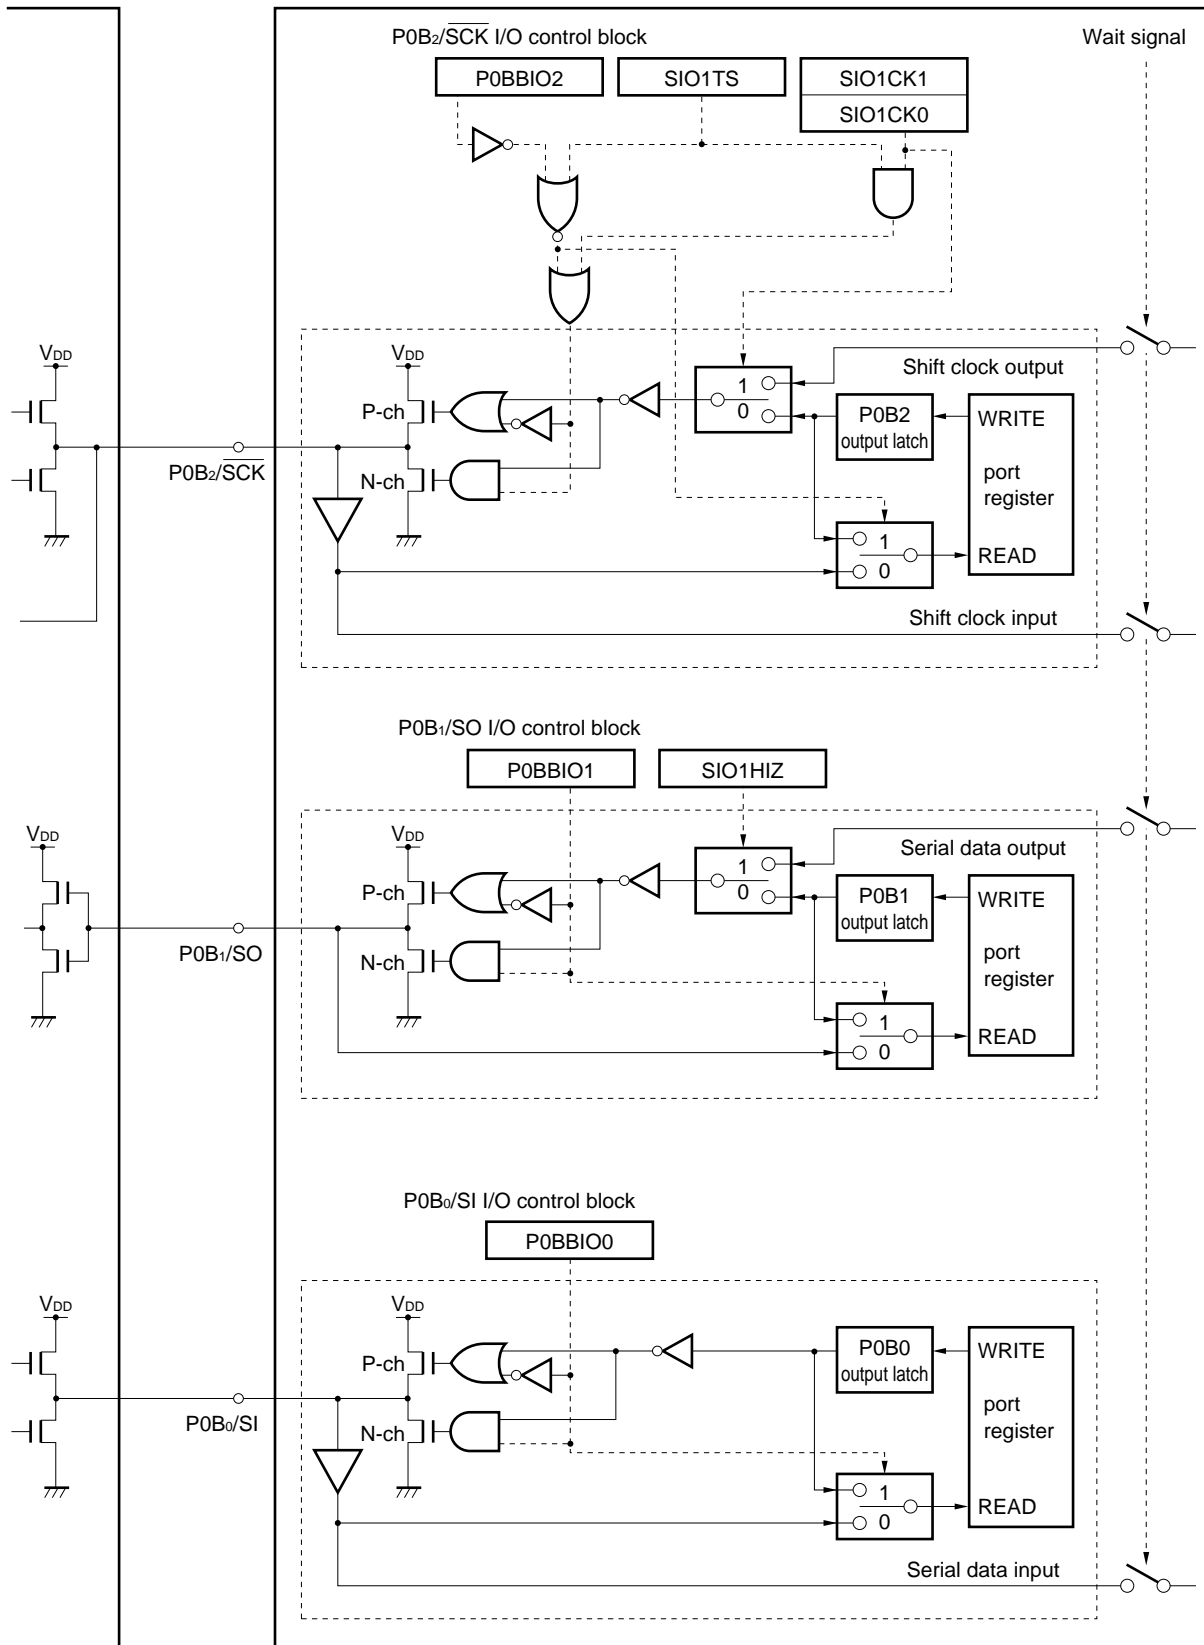 P0B₂/S̅C̅K̅ I/O control block
Wait signal
P0BBIO2
SIO1TS
SIO1CK1
SIO1CK0
VDD
VDD
P-ch
1
0
Shift clock output
P0B2
output latch
WRITE
port
register
READ
P0B₂/S̅C̅K̅
N-ch
1
0
Shift clock input
P0B₁/SO I/O control block
P0BBIO1
SIO1HIZ
VDD
VDD
P-ch
1
0
Serial data output
P0B1
output latch
WRITE
port
register
READ
P0B₁/SO
N-ch
1
0
P0B₀/SI I/O control block
P0BBIO0
VDD
VDD
P-ch
P0B0
output latch
WRITE
port
register
READ
P0B₀/SI
N-ch
1
0
Serial data input